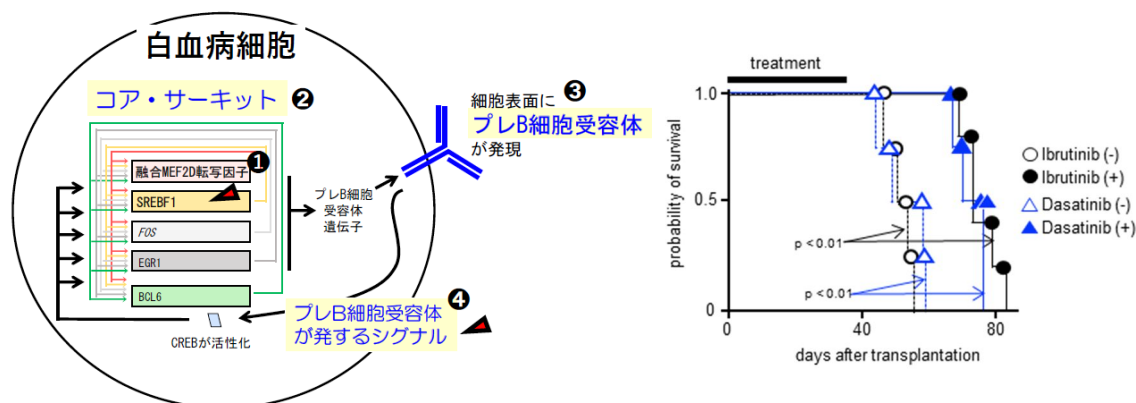 白血病細胞
コア・サーキット ❷
融合MEF2D転写因子 ❶
SREBF1
FOS
EGR1
BCL6
CREBが活性化
プレB細胞
受容体
遺伝子
細胞表面に ❸
プレB細胞受容体
が発現
プレB細胞受容体 ❹
が発するシグナル
treatment
1.0
0.5
0
probability of survival
0
40
80
days after transplantation
p <0.01
p <0.01
Ibrutinib (-)
Ibrutinib (+)
Dasatinib (-)
Dasatinib (+)